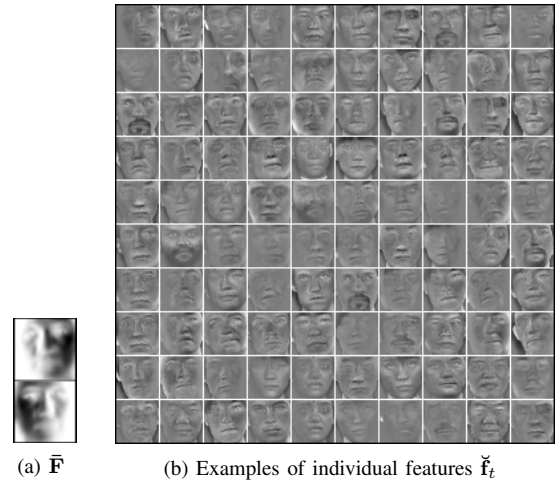 (a) F̄
(b) Examples of individual features f̆ₜ